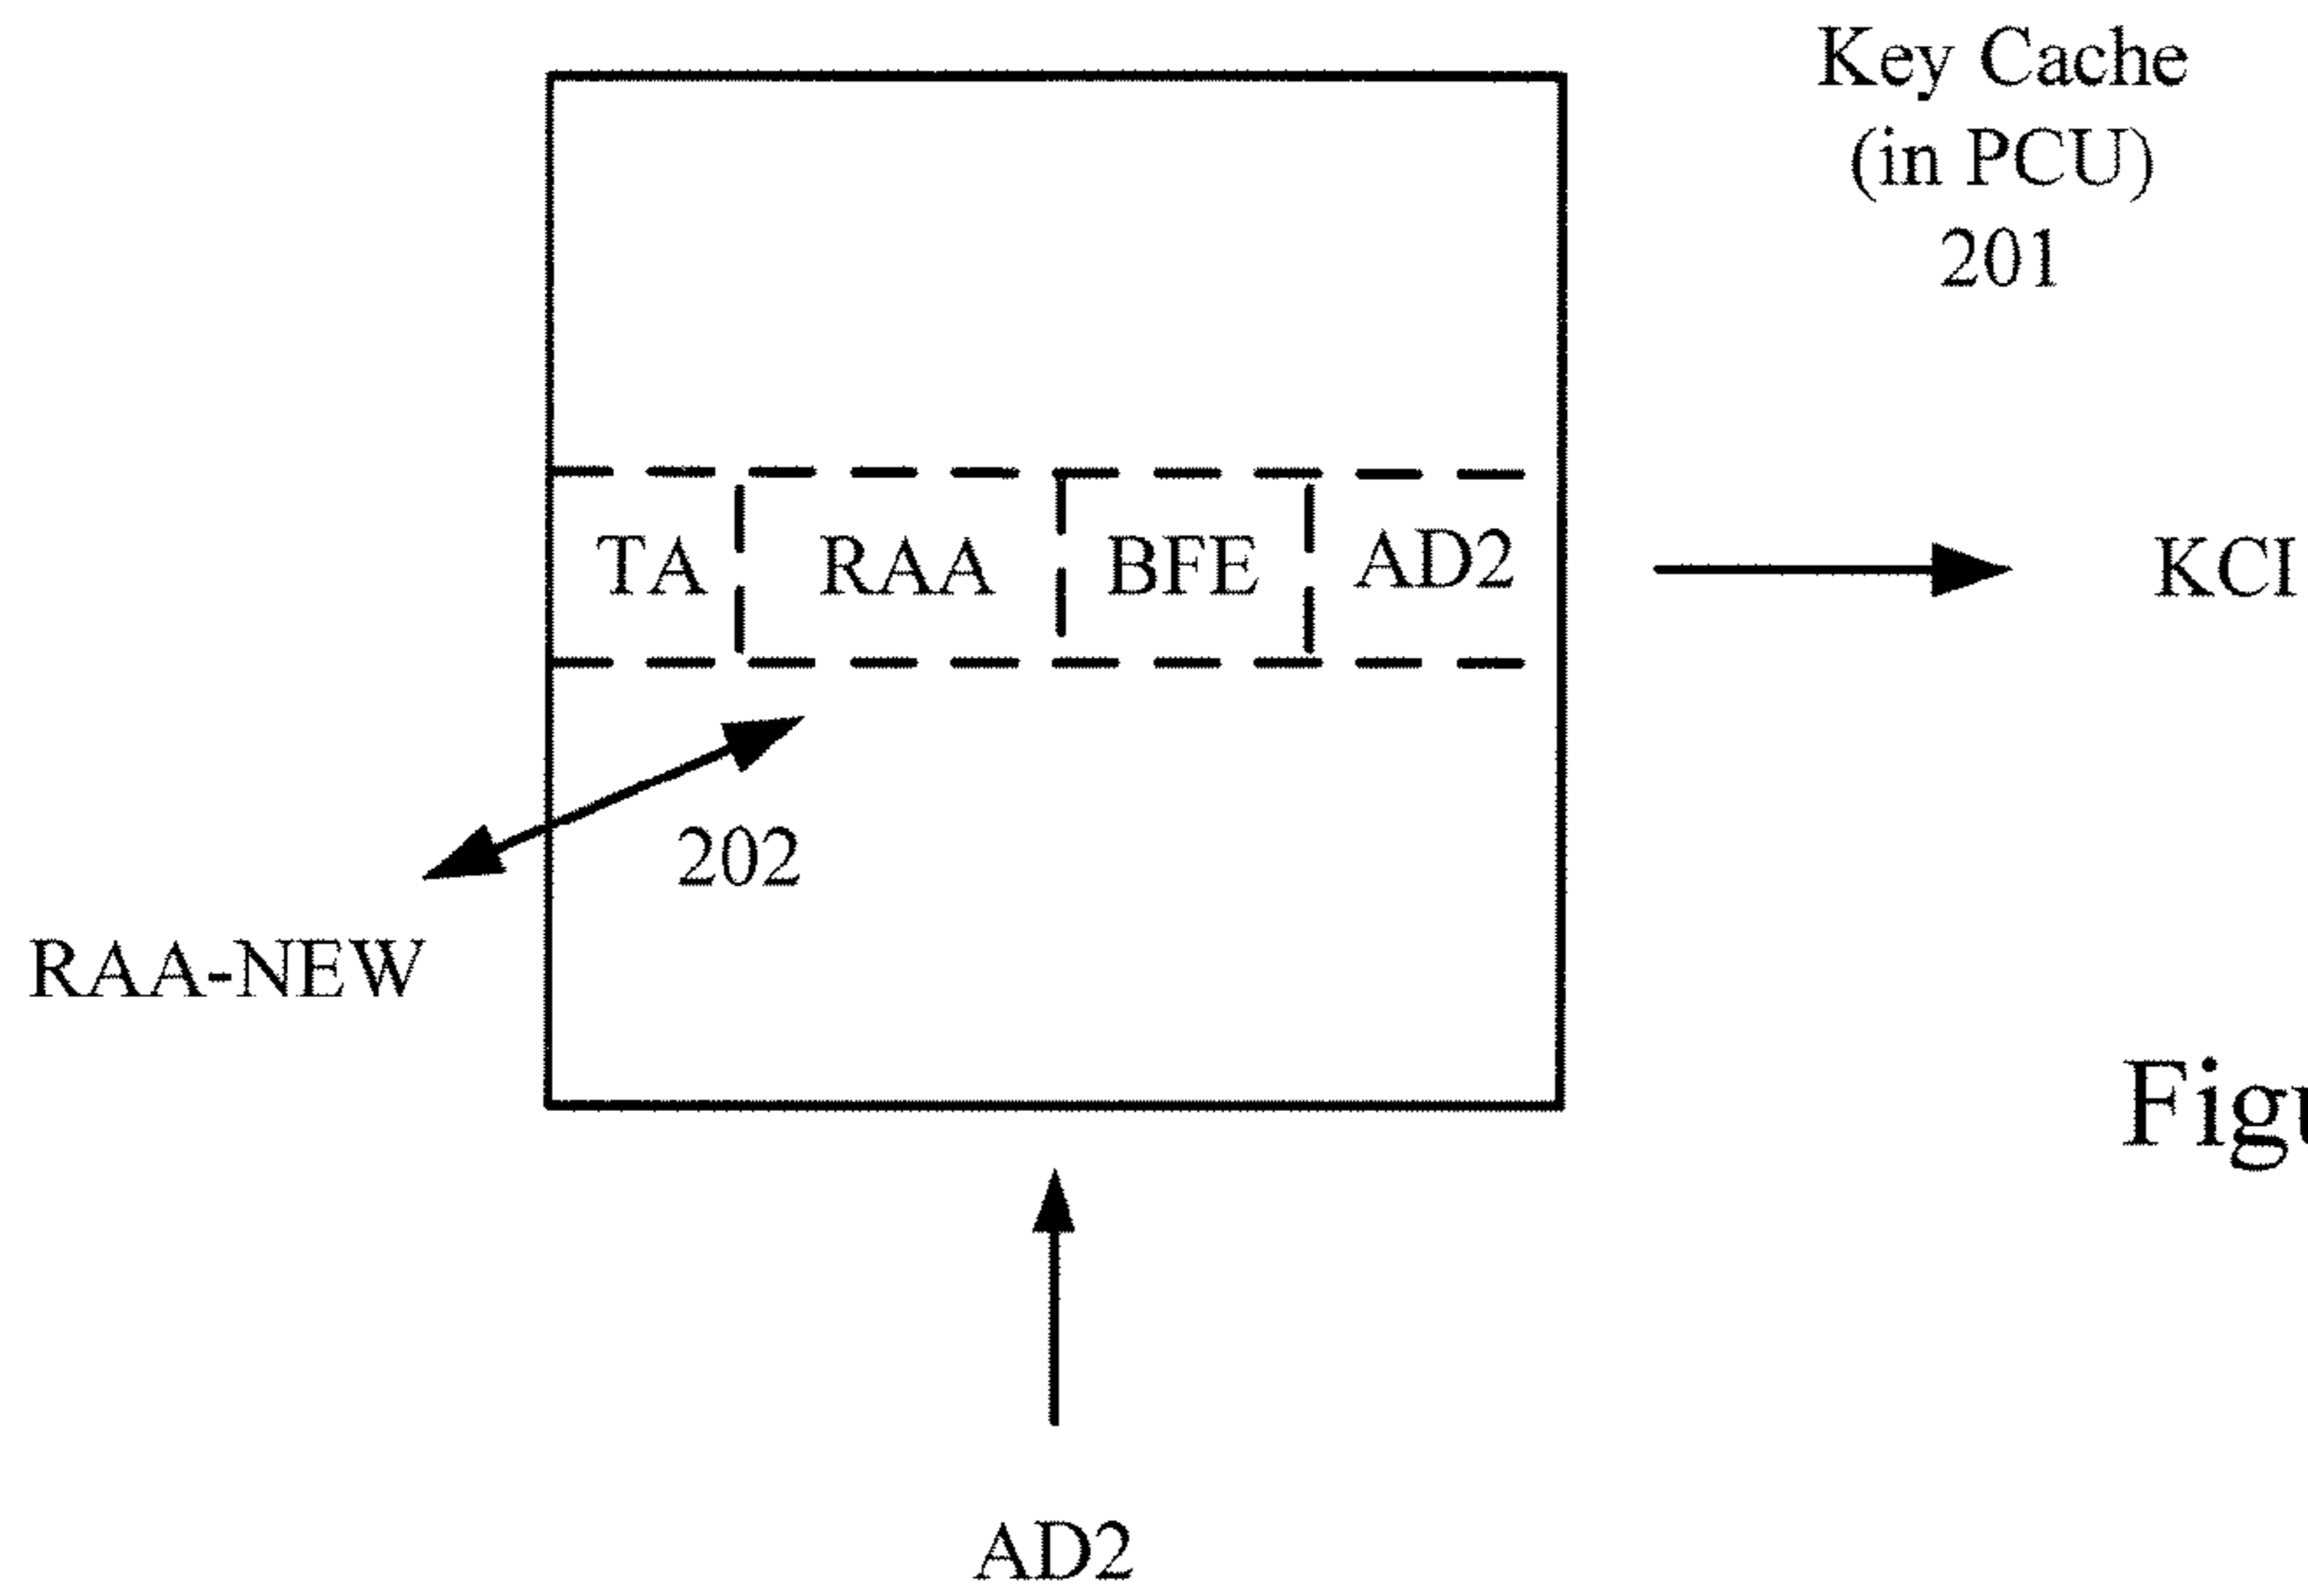 Key Cache
(in PCU)
201
TA RAA BFE AD2
KCI
202
RAA-NEW
AD2